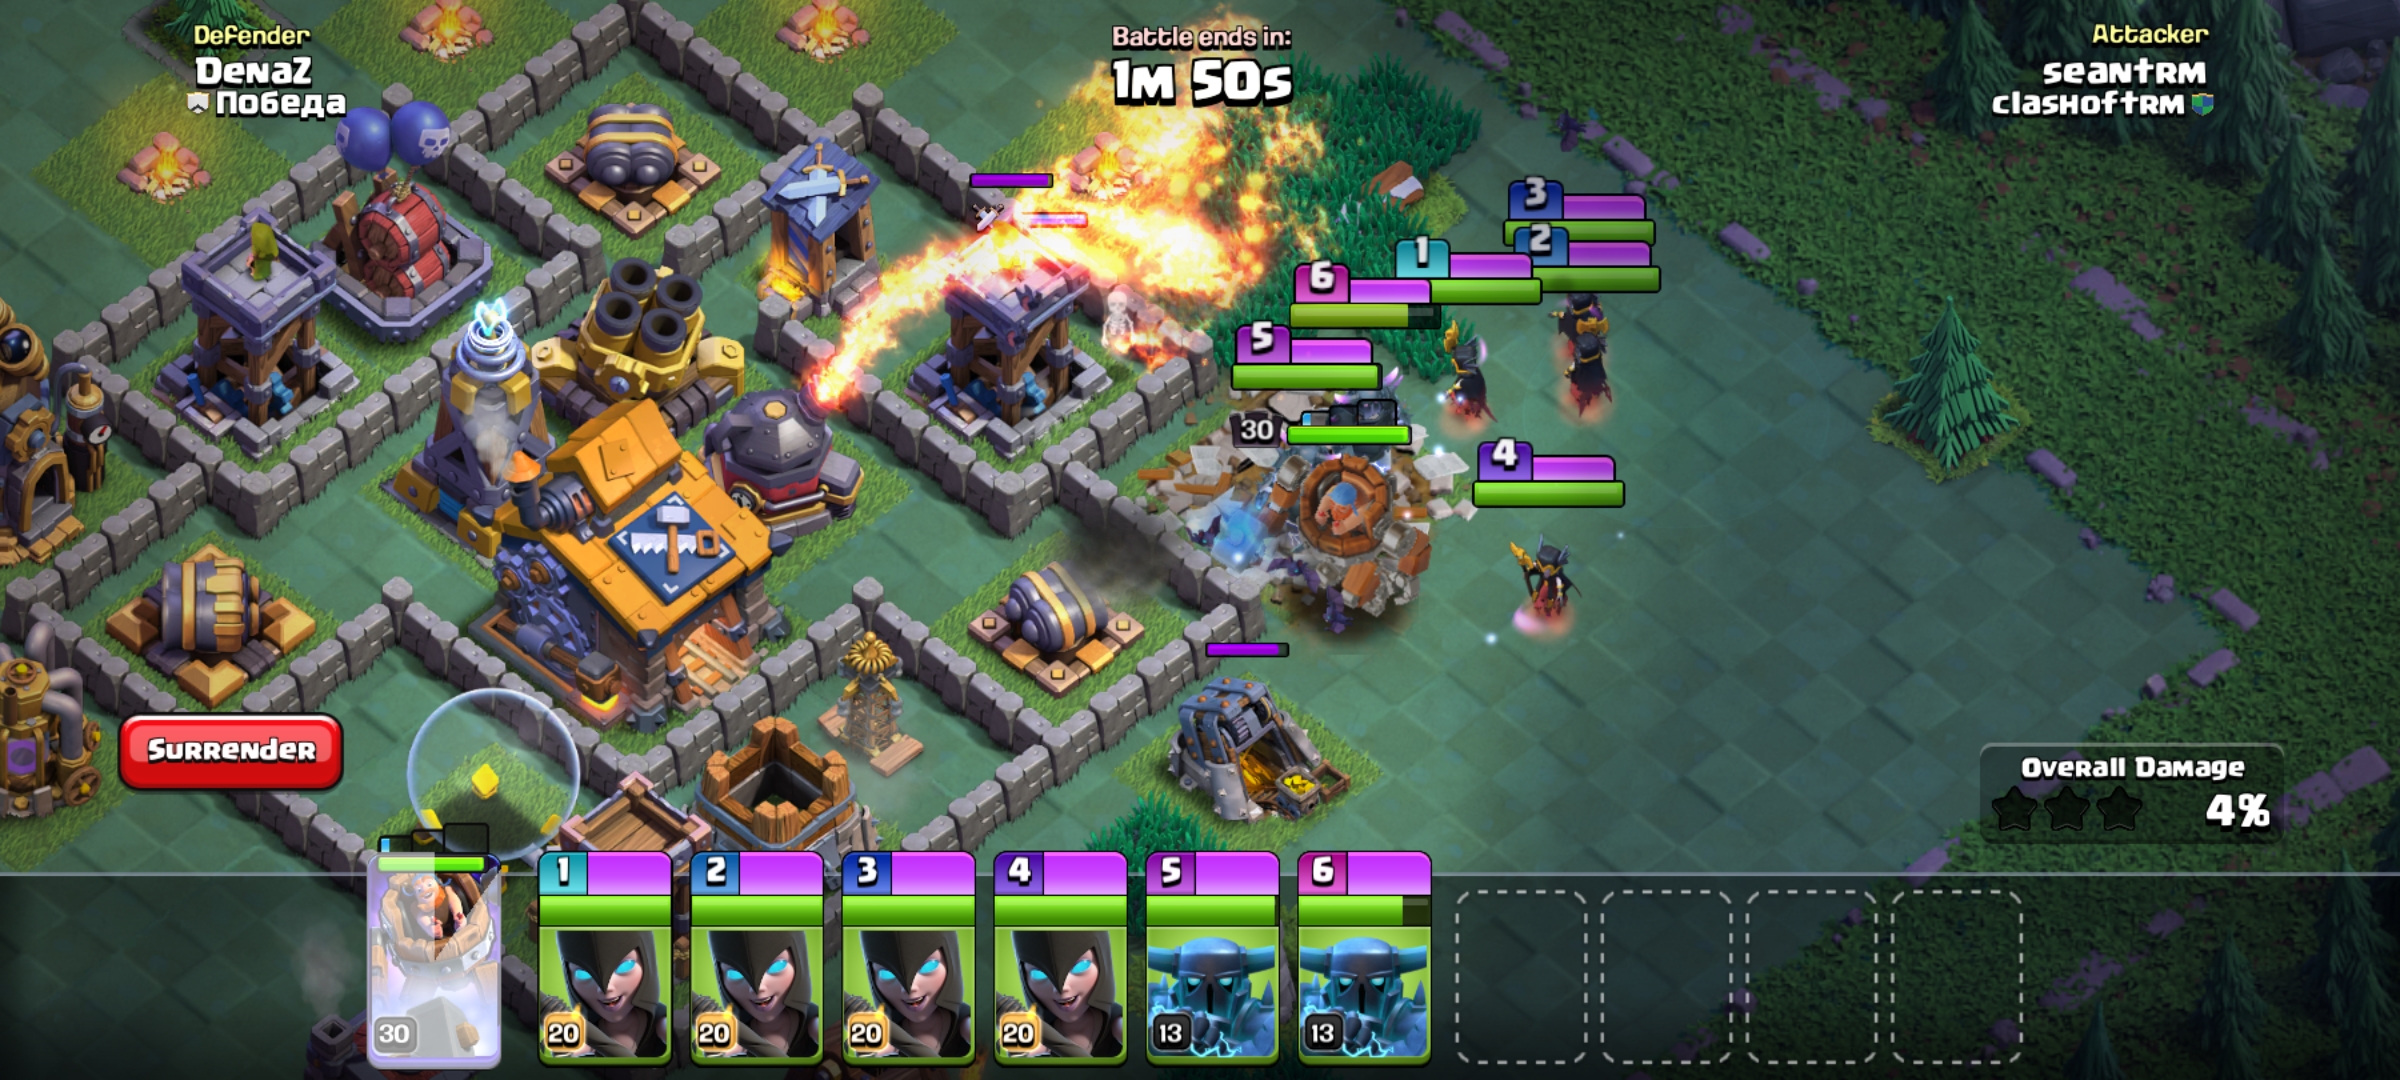 Defender
DenaZ
Победа
Battle ends in:
1m 50s
Attacker
seantrm
clashoftrm
3
2
1
6
5
30
4
Surrender
Overall Damage
4%
1
2
3
4
5
6
30
20
20
20
20
13
13